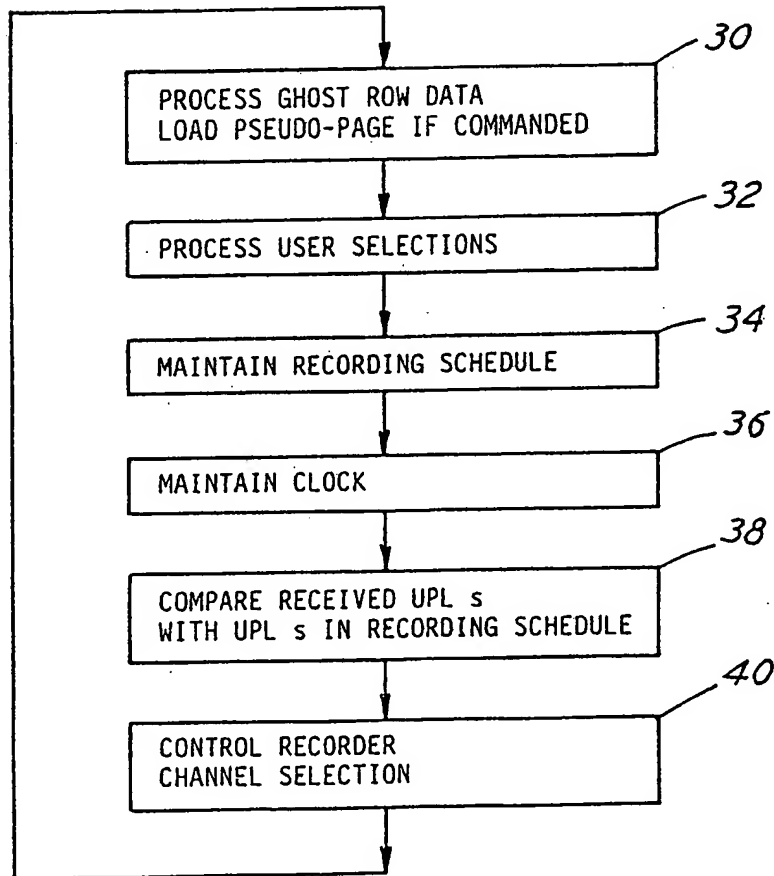 30
PROCESS GHOST ROW DATA
LOAD PSEUDO-PAGE IF COMMANDED
32
PROCESS USER SELECTIONS
34
MAINTAIN RECORDING SCHEDULE
36
MAINTAIN CLOCK
38
COMPARE RECEIVED UPL s
WITH UPL s IN RECORDING SCHEDULE
40
CONTROL RECORDER
CHANNEL SELECTION